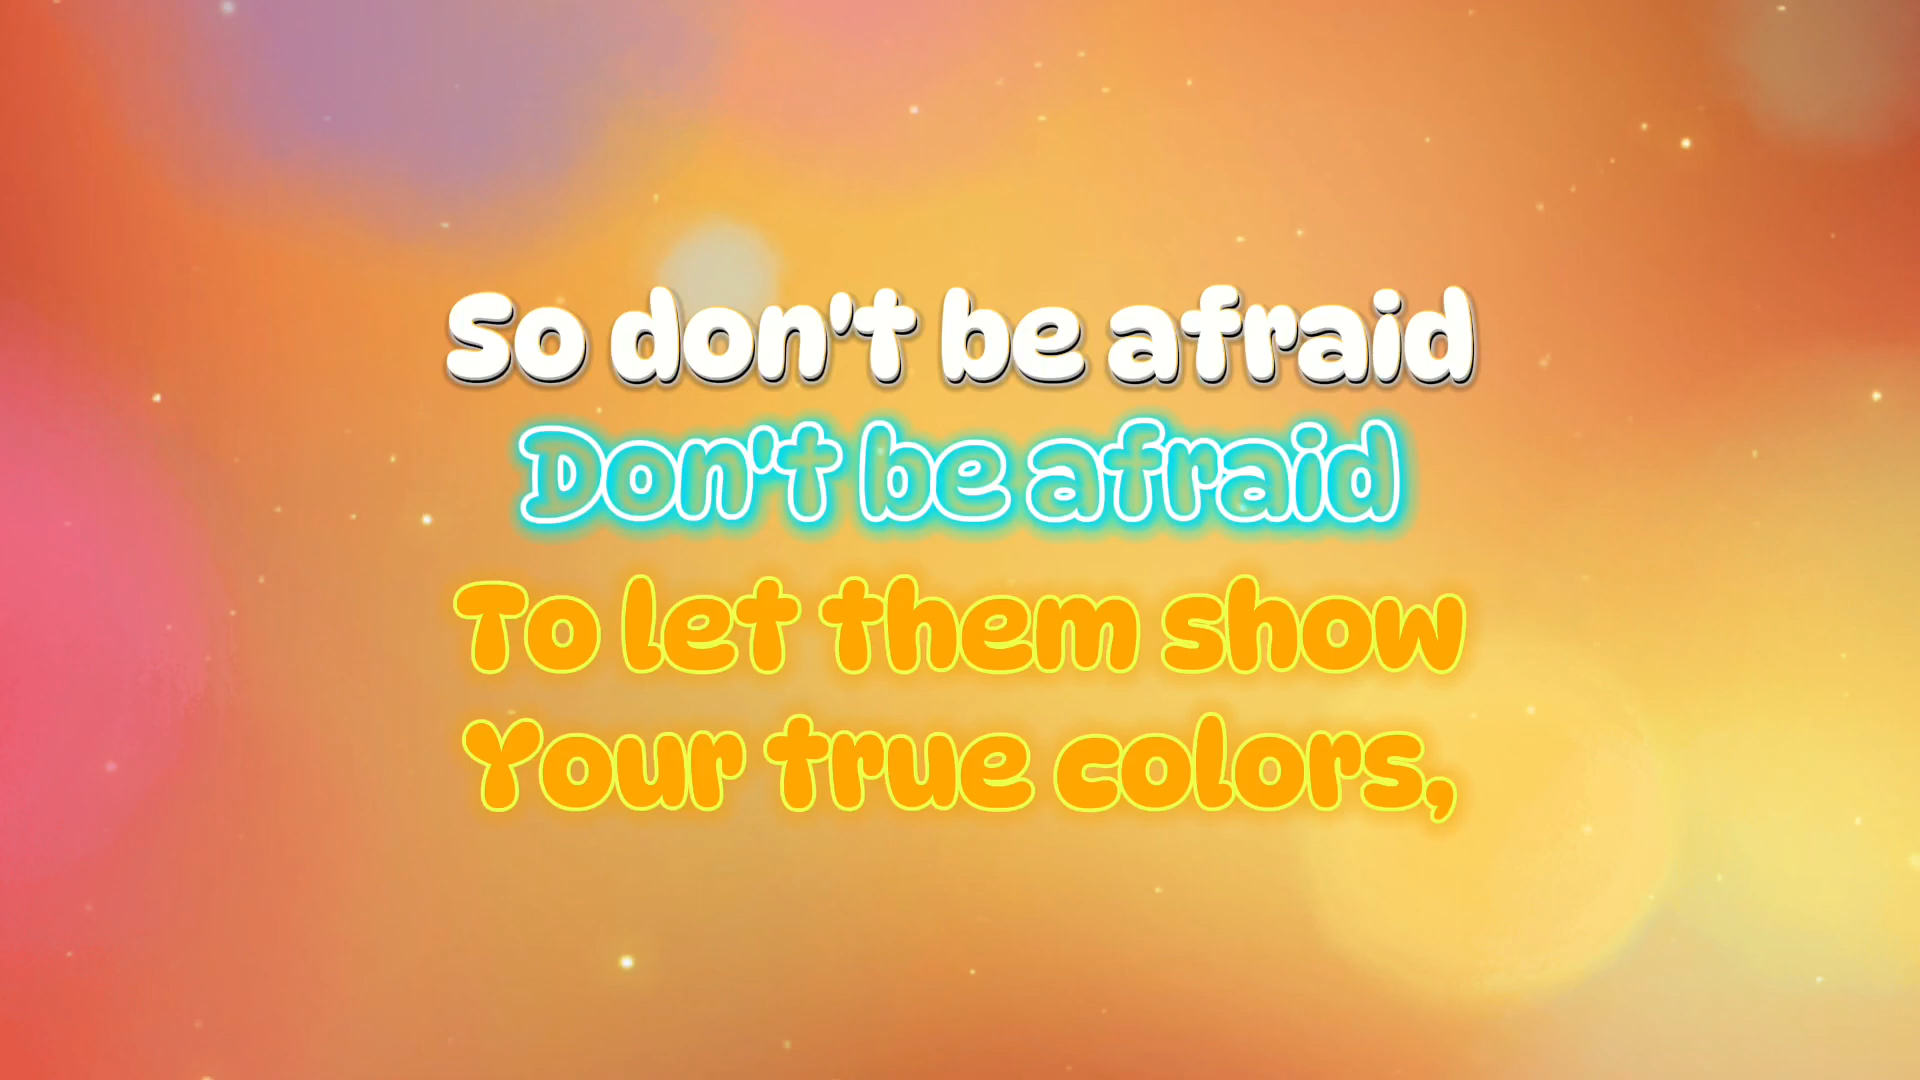 So don't be afraid
Don't be afraid
To let them show
Your true colors,